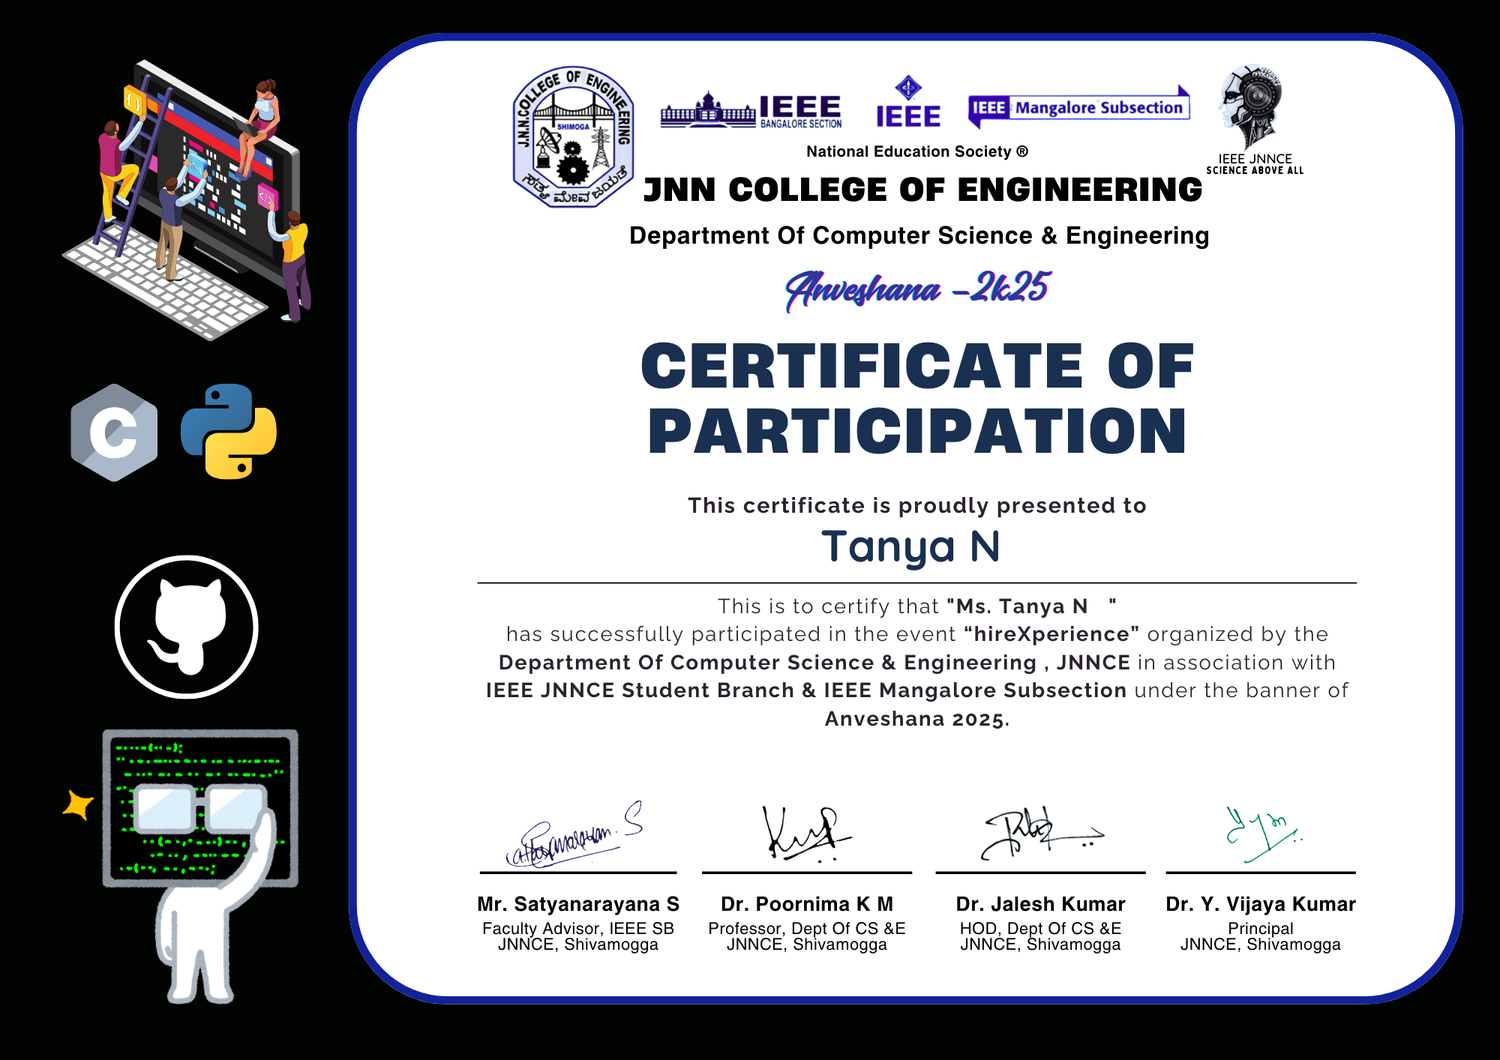 J.N.N.COLLEGE OF ENGINEERING
SHIMOGA
ಸತ್ಯ ಮೇವ ಜಯತೇ
IEEE
BANGALORE SECTION
IEEE
IEEE Mangalore Subsection
IEEE JNNCE
SCIENCE ABOVE ALL
National Education Society ®
JNN COLLEGE OF ENGINEERING
Department Of Computer Science & Engineering
Anveshana -2k25
CERTIFICATE OF
PARTICIPATION
This certificate is proudly presented to
Tanya N
This is to certify that "Ms. Tanya N "
has successfully participated in the event “hireXperience” organized by the
Department Of Computer Science & Engineering , JNNCE in association with
IEEE JNNCE Student Branch & IEEE Mangalore Subsection under the banner of
Anveshana 2025.
Mr. Satyanarayana S
Faculty Advisor, IEEE SB
JNNCE, Shivamogga
Dr. Poornima K M
Professor, Dept Of CS &E
JNNCE, Shivamogga
Dr. Jalesh Kumar
HOD, Dept Of CS &E
JNNCE, Shivamogga
Dr. Y. Vijaya Kumar
Principal
JNNCE, Shivamogga
C